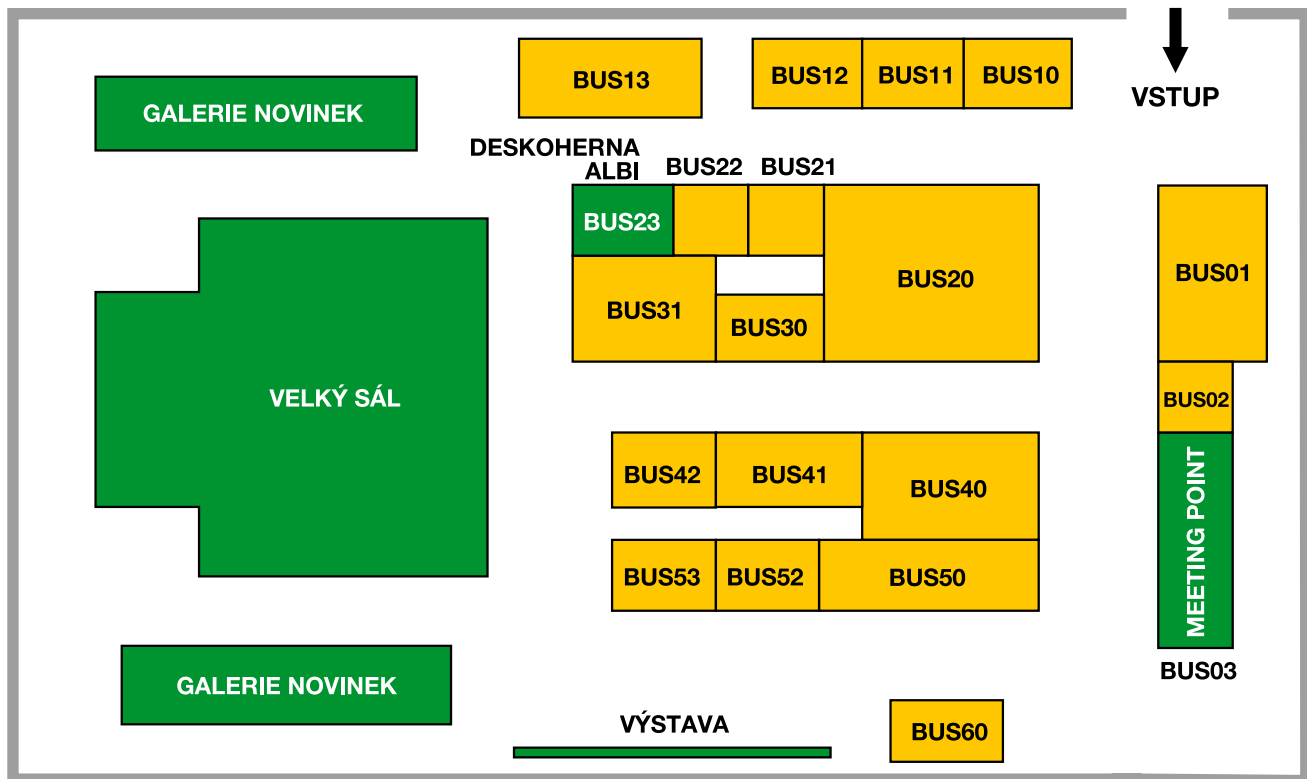 BUS13
BUS12
BUS11
BUS10
VSTUP
GALERIE NOVINEK
DESKOHERNA
ALBI
BUS22
BUS21
BUS23
BUS20
BUS01
BUS31
BUS30
BUS02
VELKÝ SÁL
BUS42
BUS41
BUS40
MEETING POINT
BUS53
BUS52
BUS50
BUS03
GALERIE NOVINEK
VÝSTAVA
BUS60